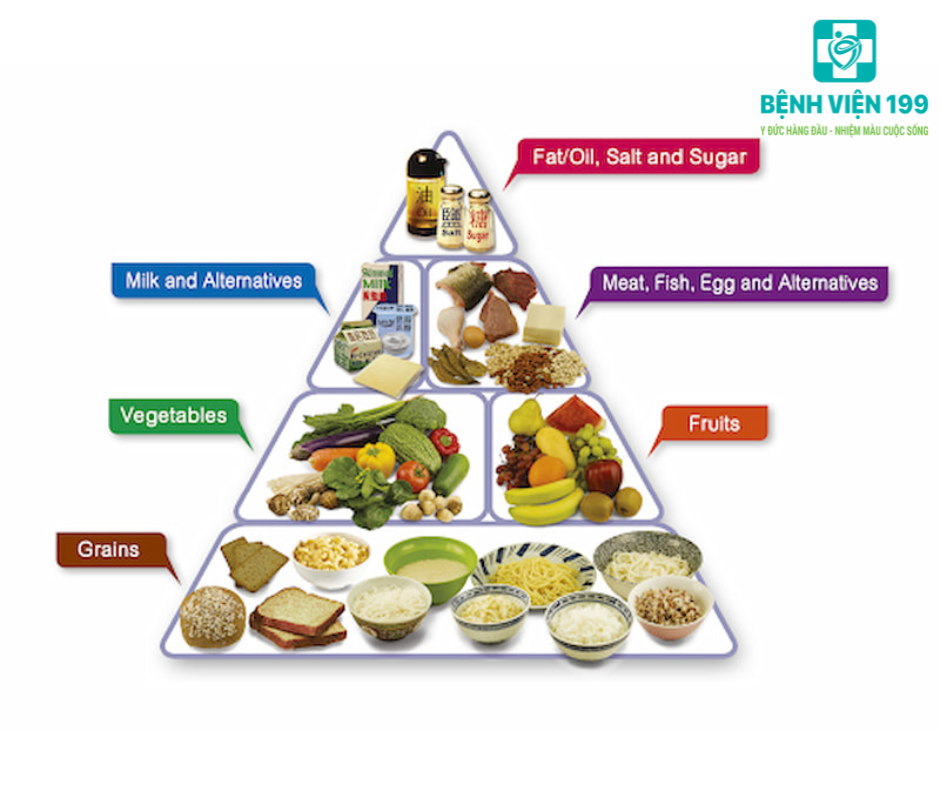 BỆNH VIỆN 199
Y ĐỨC HÀNG ĐẦU - NHIỆM MÀU CUỘC SỐNG
Fat/Oil, Salt and Sugar
油
OIL
鹽
Salt
糖
Sugar
Milk and Alternatives
Milk
Meat, Fish, Egg and Alternatives
Vegetables
Fruits
Grains